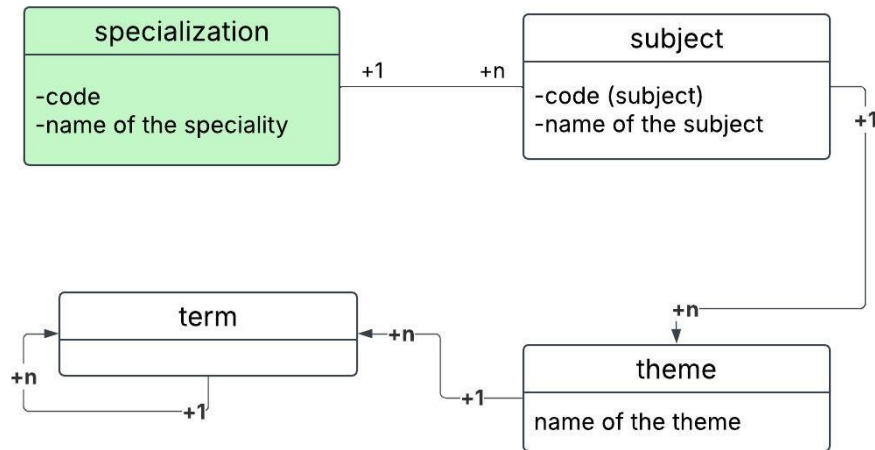 specialization
-code
-name of the speciality
+1
+n
subject
-code (subject)
-name of the subject
+1
+n
theme
name of the theme
+1
+n
term
+n
+1